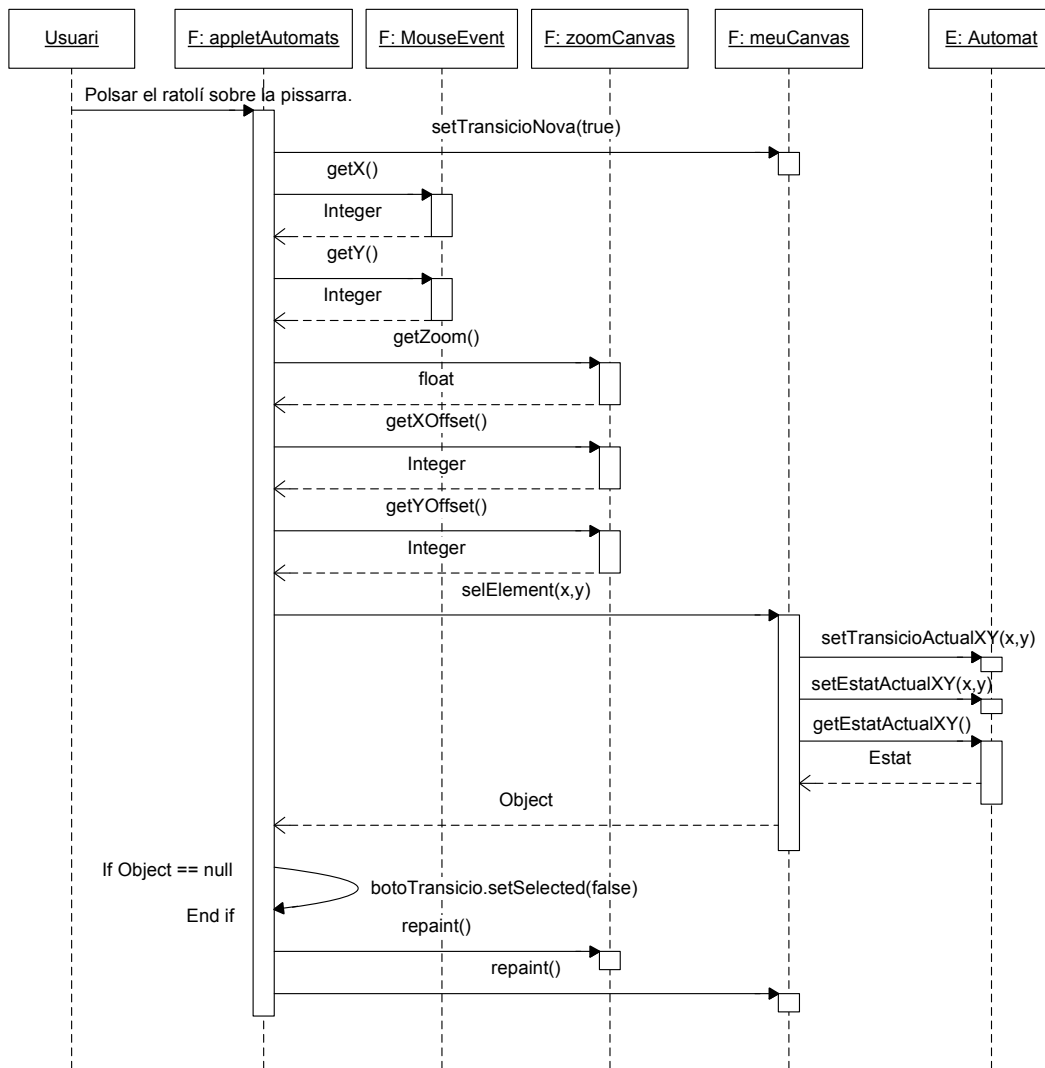 Usuari
F: appletAutomats
F: MouseEvent
F: zoomCanvas
F: meuCanvas
E: Automat
Polsar el ratolí sobre la pissarra.
setTransicioNova(true)
getX()
Integer
getY()
Integer
getZoom()
float
getXOffset()
Integer
getYOffset()
Integer
selElement(x,y)
setTransicioActualXY(x,y)
setEstatActualXY(x,y)
getEstatActualXY()
Estat
Object
If Object == null
botoTransicio.setSelected(false)
End if
repaint()
repaint()